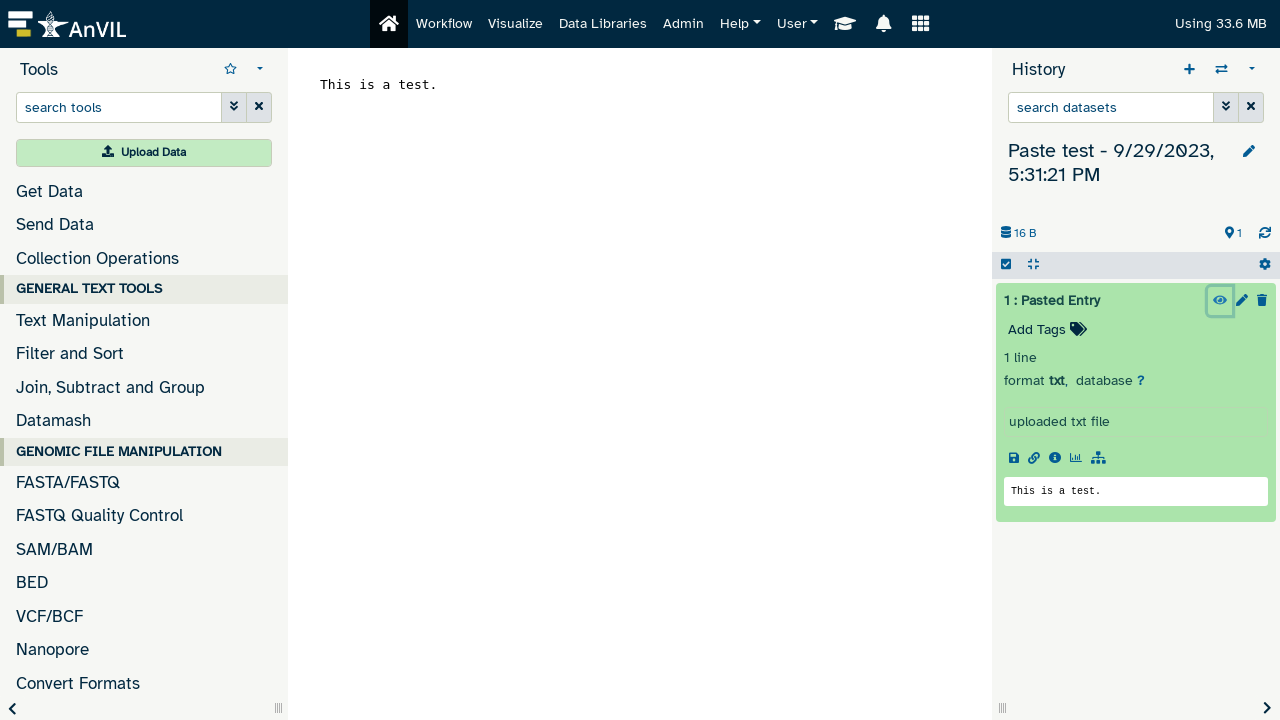 AnVIL
Workflow
Visualize
Data Libraries
Admin
Help
User
Using 33.6 MB
Tools
search tools
Upload Data
Get Data
Send Data
Collection Operations
GENERAL TEXT TOOLS
Text Manipulation
Filter and Sort
Join, Subtract and Group
Datamash
GENOMIC FILE MANIPULATION
FASTA/FASTQ
FASTQ Quality Control
SAM/BAM
BED
VCF/BCF
Nanopore
Convert Formats
This is a test.
History
search datasets
Paste test - 9/29/2023,
5:31:21 PM
16 B
1
1 : Pasted Entry
Add Tags
1 line
format txt, database ?
uploaded txt file
This is a test.